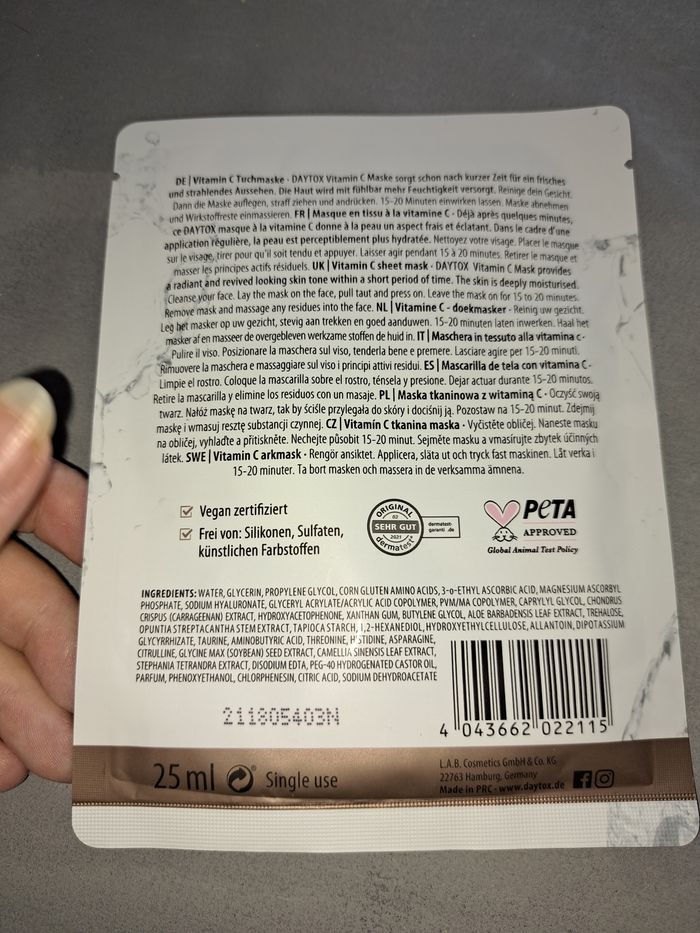 DE | Vitamin C Tuchmaske · DAYTOX Vitamin C Maske sorgt schon nach kurzer Zeit für ein frisches
und strahlendes Aussehen. Die Haut wird mit fühlbar mehr Feuchtigkeit versorgt. Reinige dein Gesicht.
Dann die Maske auflegen, straff ziehen und andrücken. 15-20 Minuten einwirken lassen. Maske abnehmen
und Wirkstoffreste einmassieren. FR | Masque en tissu à la vitamine C · Déjà après quelques minutes,
ce DAYTOX masque à la vitamine C donne à la peau un aspect frais et éclatant. Dans le cadre d'une
application régulière, la peau est perceptiblement plus hydratée. Nettoyez votre visage. Placer le masque
sur le visage, tirer pour qu'il soit tendu et appuyer. Laisser agir pendant 15 à 20 minutes. Retirer le masque et
masser les principes actifs résiduels. UK | Vitamin C sheet mask · DAYTOX Vitamin C Mask provides
a radiant and revived looking skin tone within a short period of time. The skin is deeply moisturised.
Cleanse your face. Lay the mask on the face, pull taut and press on. Leave the mask on for 15 to 20 minutes.
Remove mask and massage any residues into the face. NL | Vitamine C - doekmasker · Reinig uw gezicht.
Leg het masker op uw gezicht, stevig aan trekken en goed aanduwen. 15-20 minuten laten inwerken. Haal het
masker af en masseer de overgebleven werkzame stoffen de huid in. IT | Maschera in tessuto alla vitamina c ·
Pulire il viso. Posizionare la maschera sul viso, tenderla bene e premere. Lasciare agire per 15-20 minuti.
Rimuovere la maschera e massaggiare sul viso i principi attivi residui. ES | Mascarilla de tela con vitamina C ·
Limpie el rostro. Coloque la mascarilla sobre el rostro, ténsela y presione. Dejar actuar durante 15-20 minutos.
Retire la mascarilla y elimine los residuos con un masaje. PL | Maska tkaninowa z witaminą C · Oczyść swoją
twarz. Nałóż maskę na twarz, tak by ściśle przylegała do skóry i dociśnij ją. Pozostaw na 15-20 minut. Zdejmij
maskę i wmasuj resztę substancji czynnej. CZ | Vitamín C tkanina maska · Vyčistěte obličej. Naneste masku
na obličej, vyhlaďte a přitiskněte. Nechejte působit 15-20 minut. Sejměte masku a vmasírujte zbytek účinných
látek. SWE | Vitamin C arkmask · Rengör ansiktet. Applicera, släta ut och tryck fast maskinen. Låt verka i
15-20 minuter. Ta bort masken och massera in de verksamma ämnena.
Vegan zertifiziert
Frei von: Silikonen, Sulfaten,
künstlichen Farbstoffen
ORIGINAL
02
SEHR GUT
2021
dermatest
dermatest-
garanti .de
PETA
APPROVED
Global Animal Test Policy
INGREDIENTS: WATER, GLYCERIN, PROPYLENE GLYCOL, CORN GLUTEN AMINO ACIDS, 3-o-ETHYL ASCORBIC ACID, MAGNESIUM ASCORBYL
PHOSPHATE, SODIUM HYALURONATE, GLYCERYL ACRYLATE/ACRYLIC ACID COPOLYMER, PVM/MA COPOLYMER, CAPRYLYL GLYCOL, CHONDRUS
CRISPUS (CARRAGEENAN) EXTRACT, HYDROXYACETOPHENONE, XANTHAN GUM, BUTYLENE GLYCOL, ALOE BARBADENSIS LEAF EXTRACT, TREHALOSE,
OPUNTIA STREPTACANTHA STEM EXTRACT, TAPIOCA STARCH, 1,2-HEXANEDIOL, HYDROXYETHYLCELLULOSE, ALLANTOIN, DIPOTASSIUM
GLYCYRRHIZATE, TAURINE, AMINOBUTYRIC ACID, THREONINE, HISTIDINE, ASPARAGINE,
CITRULLINE, GLYCINE MAX (SOYBEAN) SEED EXTRACT, CAMELLIA SINENSIS LEAF EXTRACT,
STEPHANIA TETRANDRA EXTRACT, DISODIUM EDTA, PEG-40 HYDROGENATED CASTOR OIL,
PARFUM, PHENOXYETHANOL, CHLORPHENESIN, CITRIC ACID, SODIUM DEHYDROACETATE
211805403N
4 043662 022115
25 ml
Single use
L.A.B. Cosmetics GmbH & Co. KG
22763 Hamburg, Germany
Made in PRC · www.daytox.de